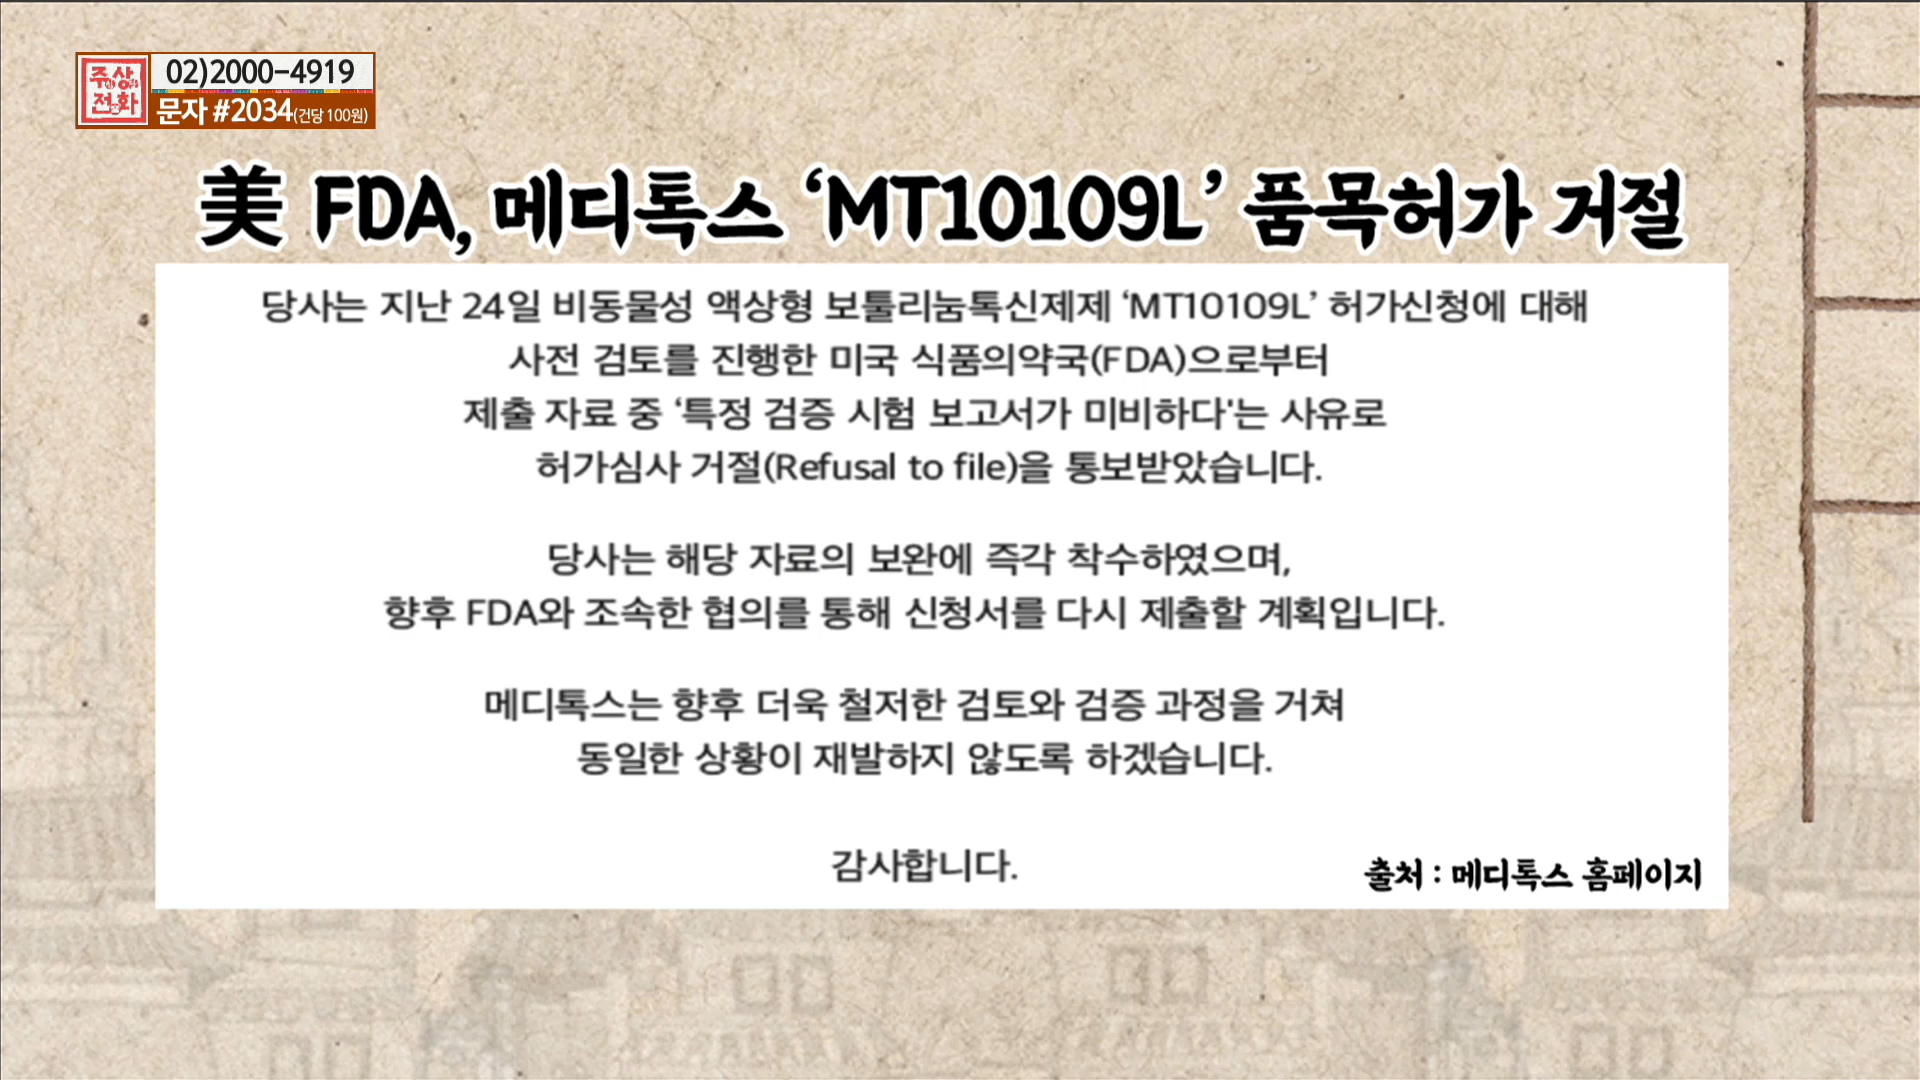 주상
전화
02)2000-4919
문자 #2034(건당 100원)
美 FDA, 메디톡스 ‘MT10109L’ 품목허가 거절
당사는 지난 24일 비동물성 액상형 보툴리눔톡신제제 ‘MT10109L’ 허가신청에 대해
사전 검토를 진행한 미국 식품의약국(FDA)으로부터
제출 자료 중 ‘특정 검증 시험 보고서가 미비하다'는 사유로
허가심사 거절(Refusal to file)을 통보받았습니다.
당사는 해당 자료의 보완에 즉각 착수하였으며,
향후 FDA와 조속한 협의를 통해 신청서를 다시 제출할 계획입니다.
메디톡스는 향후 더욱 철저한 검토와 검증 과정을 거쳐
동일한 상황이 재발하지 않도록 하겠습니다.
감사합니다.
출처 : 메디톡스 홈페이지